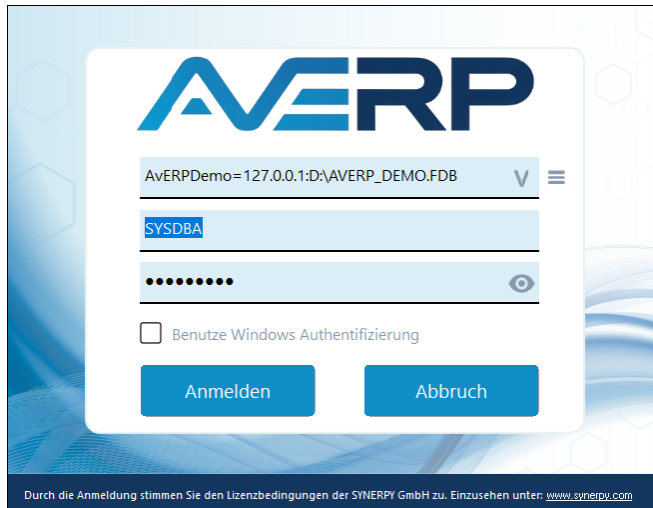 AVERP
AvERPDemo=127.0.0.1:D:\AVERP_DEMO.FDB
SYSDBA
●●●●●●●●●
Benutze Windows Authentifizierung
Anmelden Abbruch
Durch die Anmeldung stimmen Sie den Lizenzbedingungen der SYNERPY GmbH zu. Einzusehen unter: www.synerpy.com